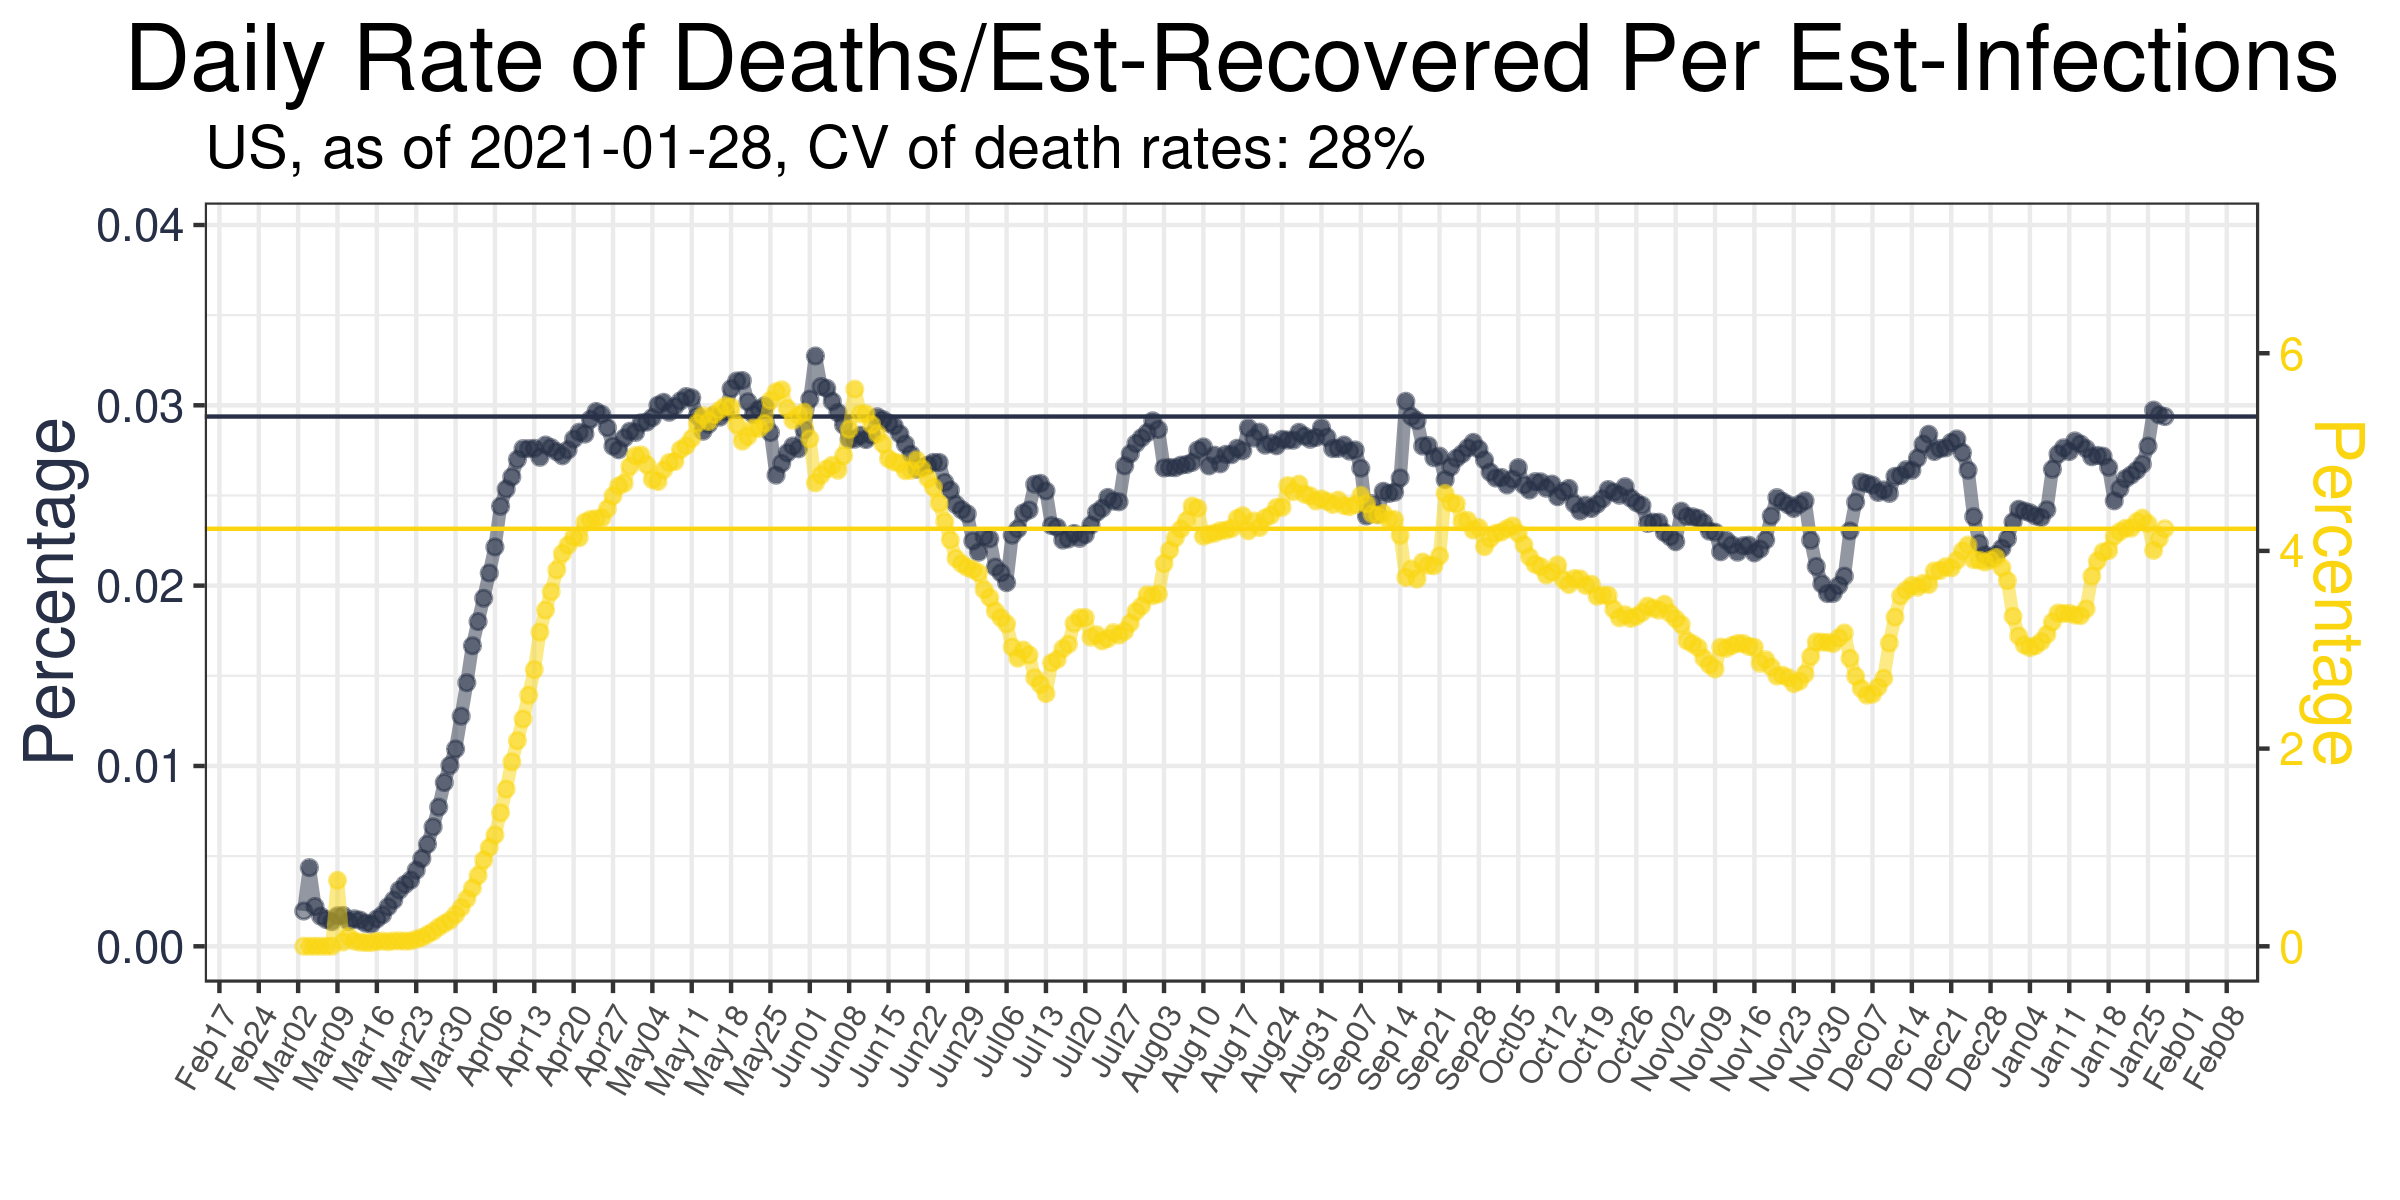 Daily Rate of Deaths/Est-Recovered Per Est-Infections
US, as of 2021-01-28, CV of death rates: 28%
0.04
0.03
0.02
0.01
0.00
Percentage
6
4
2
0
Percentage
Feb17
Feb24
Mar02
Mar09
Mar16
Mar23
Mar30
Apr06
Apr13
Apr20
Apr27
May04
May11
May18
May25
Jun01
Jun08
Jun15
Jun22
Jun29
Jul06
Jul13
Jul20
Jul27
Aug03
Aug10
Aug17
Aug24
Aug31
Sep07
Sep14
Sep21
Sep28
Oct05
Oct12
Oct19
Oct26
Nov02
Nov09
Nov16
Nov23
Nov30
Dec07
Dec14
Dec21
Dec28
Jan04
Jan11
Jan18
Jan25
Feb01
Feb08